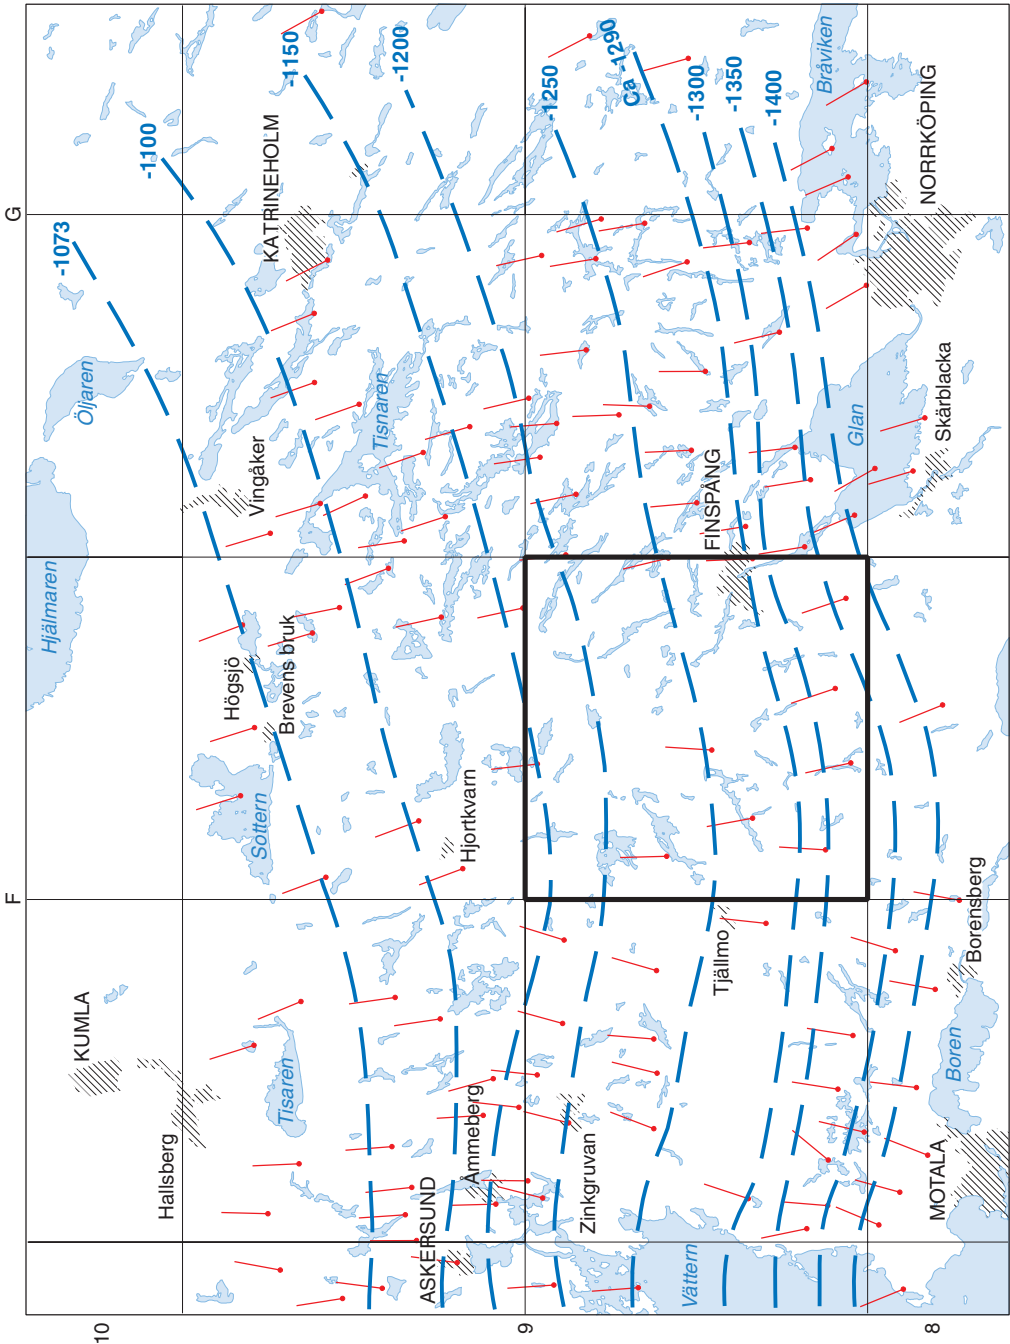 G
F
10
9
8
-1073
-1100
-1150
-1200
-1250
Ca -1290
-1300
-1350
-1400
Hjälmaren
Öljaren
KATRINEHOLM
Bråviken
NORRKÖPING
Vingåker
Tisnaren
Glan
Skärblacka
FINSPÅNG
Högsjö
Brevens bruk
Sottern
Hjortkvarn
KUMLA
Hallsberg
Tisaren
Tjällmo
Borensberg
Boren
Åmmeberg
ASKERSUND
Zinkgruvan
Vättern
MOTALA